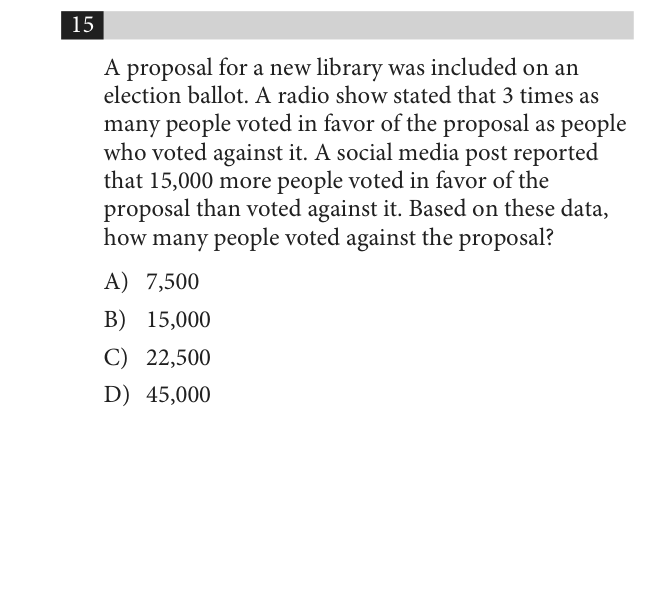 15
A proposal for a new library was included on an
election ballot. A radio show stated that 3 times as
many people voted in favor of the proposal as people
who voted against it. A social media post reported
that 15,000 more people voted in favor of the
proposal than voted against it. Based on these data,
how many people voted against the proposal?
A) 7,500
B) 15,000
C) 22,500
D) 45,000